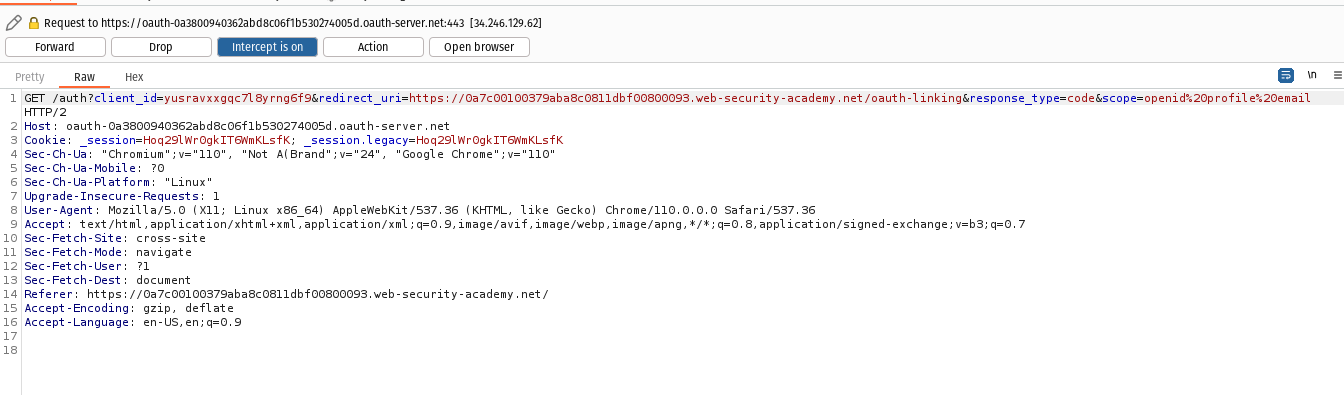 Request to https://oauth-0a3800940362abd8c06f1b530274005d.oauth-server.net:443 [34.246.129.62]
Forward Drop Intercept is on Action Open browser
Pretty Raw Hex \n
1 GET /auth?client_id=yusravxxgqc7l8yrng6f9&redirect_uri=https://0a7c00100379aba8c0811dbf00800093.web-security-academy.net/oauth-linking&response_type=code&scope=openid%20profile%20email
HTTP/2
2 Host: oauth-0a3800940362abd8c06f1b530274005d.oauth-server.net
3 Cookie: _session=Hoq29lWr0gkIT6WmKLsfK; _session.legacy=Hoq29lWr0gkIT6WmKLsfK
4 Sec-Ch-Ua: "Chromium";v="110", "Not A(Brand";v="24", "Google Chrome";v="110"
5 Sec-Ch-Ua-Mobile: ?0
6 Sec-Ch-Ua-Platform: "Linux"
7 Upgrade-Insecure-Requests: 1
8 User-Agent: Mozilla/5.0 (X11; Linux x86_64) AppleWebKit/537.36 (KHTML, like Gecko) Chrome/110.0.0.0 Safari/537.36
9 Accept: text/html,application/xhtml+xml,application/xml;q=0.9,image/avif,image/webp,image/apng,*/*;q=0.8,application/signed-exchange;v=b3;q=0.7
10 Sec-Fetch-Site: cross-site
11 Sec-Fetch-Mode: navigate
12 Sec-Fetch-User: ?1
13 Sec-Fetch-Dest: document
14 Referer: https://0a7c00100379aba8c0811dbf00800093.web-security-academy.net/
15 Accept-Encoding: gzip, deflate
16 Accept-Language: en-US,en;q=0.9
17
18